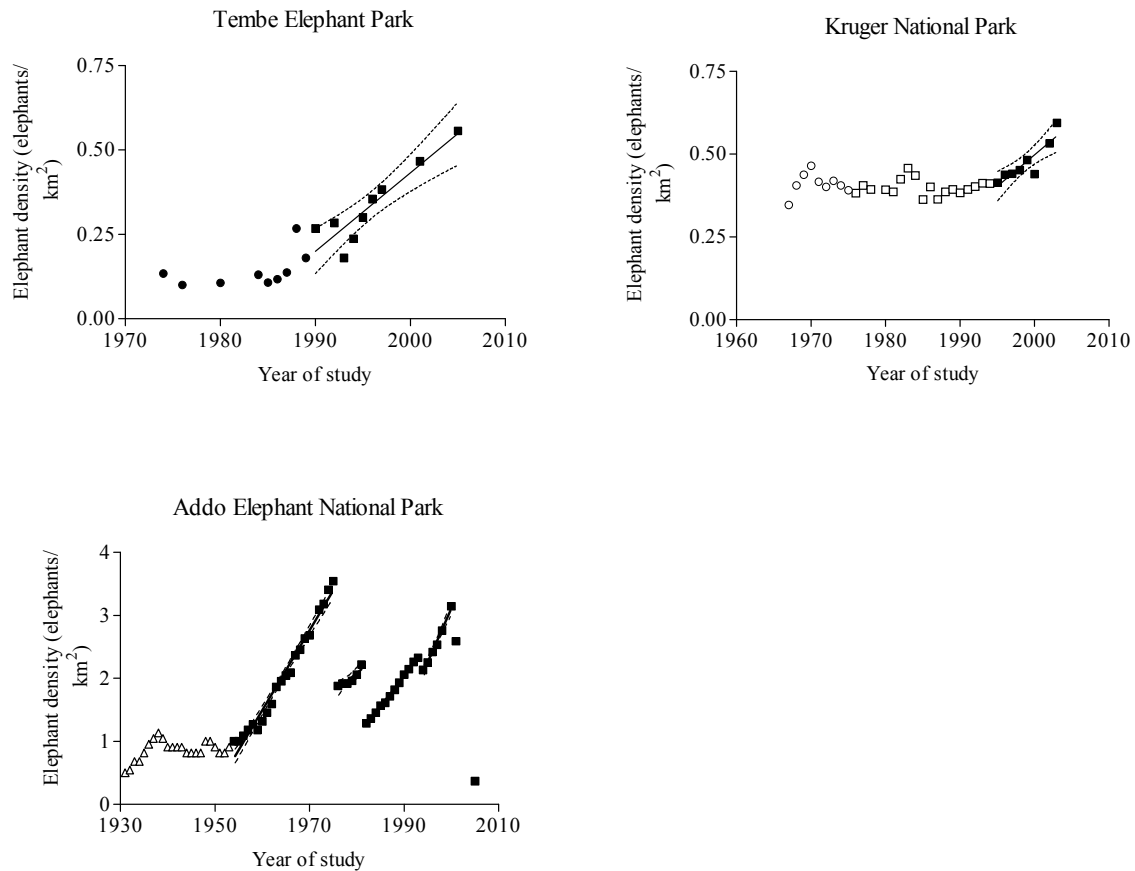 Tembe Elephant Park
Elephant density (elephants/
km²)
0.75
0.50
0.25
0.00
1970 1980 1990 2000 2010
Year of study
Kruger National Park
Elephant density (elephants/
km²)
0.75
0.50
0.25
0.00
1960 1970 1980 1990 2000 2010
Year of study
Addo Elephant National Park
Elephant density (elephants/
km²)
4
3
2
1
0
1930 1950 1970 1990 2010
Year of study